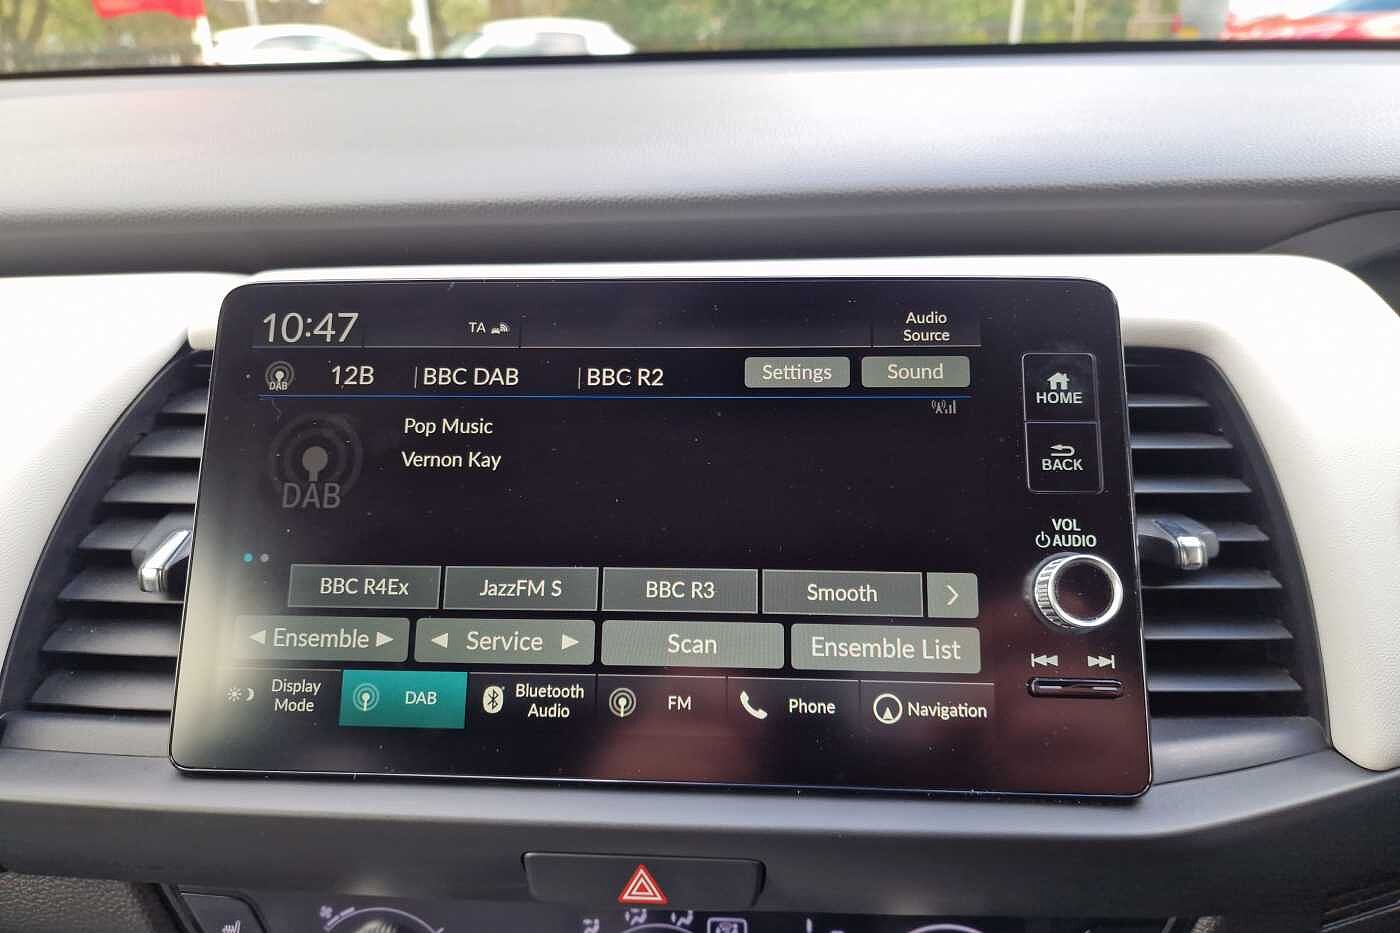 10:47
TA
Audio
Source
DAB
12B
BBC DAB
BBC R2
Settings
Sound
HOME
Pop Music
Vernon Kay
DAB
BACK
VOL
AUDIO
BBC R4Ex
JazzFM S
BBC R3
Smooth
Ensemble
Service
Scan
Ensemble List
Display
Mode
DAB
Bluetooth
Audio
FM
Phone
Navigation